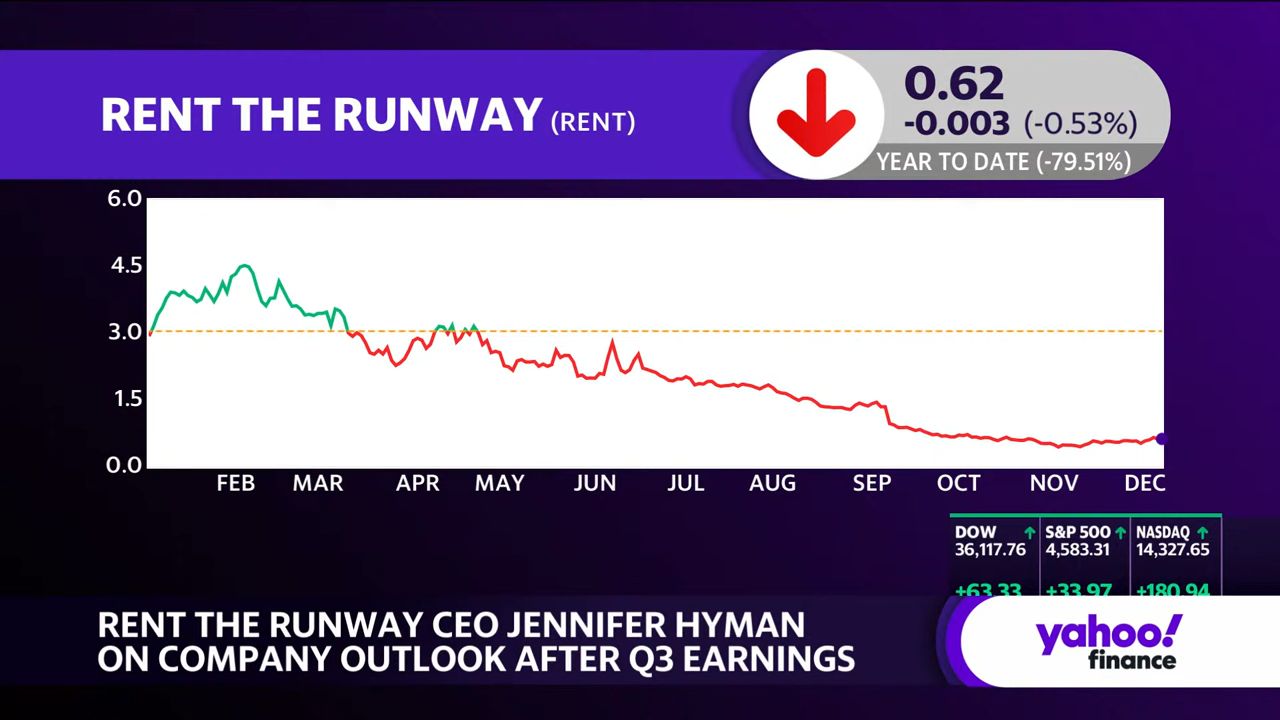 RENT THE RUNWAY (RENT)
0.62
-0.003 (-0.53%)
YEAR TO DATE (-79.51%)
6.0
4.5
3.0
1.5
0.0
FEB MAR APR MAY JUN JUL AUG SEP OCT NOV DEC
DOW S&P 500 NASDAQ
36,117.76 4,583.31 14,327.65
+63.33 +33.97 +180.94
RENT THE RUNWAY CEO JENNIFER HYMAN
ON COMPANY OUTLOOK AFTER Q3 EARNINGS
yahoo!
finance